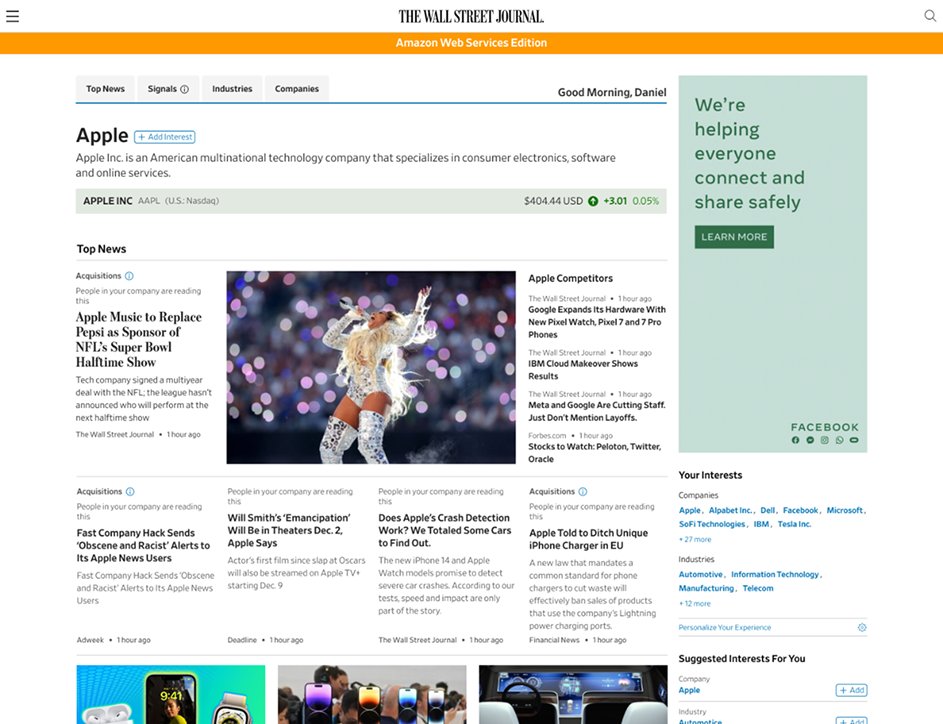 THE WALL STREET JOURNAL.
Amazon Web Services Edition
Top News
Signals
Industries
Companies
Good Morning, Daniel
Apple
+ Add Interest
Apple Inc. is an American multinational technology company that specializes in consumer electronics, software
and online services.
APPLE INC AAPL (U.S.: Nasdaq)
$404.44 USD +3.01 0.05%
Top News
Acquisitions
People in your company are reading
this
Apple Music to Replace
Pepsi as Sponsor of
NFL's Super Bowl
Halftime Show
Tech company signed a multiyear
deal with the NFL; the league hasn't
announced who will perform at the
next halftime show
The Wall Street Journal • 1 hour ago
Apple Competitors
The Wall Street Journal • 1 hour ago
Google Expands Its Hardware With
New Pixel Watch, Pixel 7 and 7 Pro
Phones
The Wall Street Journal • 1 hour ago
IBM Cloud Makeover Shows
Results
The Wall Street Journal • 1 hour ago
Meta and Google Are Cutting Staff.
Just Don't Mention Layoffs.
Forbes.com • 1 hour ago
Stocks to Watch: Peloton, Twitter,
Oracle
Acquisitions
People in your company are reading
this
Fast Company Hack Sends
'Obscene and Racist' Alerts to
Its Apple News Users
Fast Company Hack Sends 'Obscene
and Racist' Alerts to Its Apple News
Users
Adweek • 1 hour ago
People in your company are reading
this
Will Smith's 'Emancipation'
Will Be in Theaters Dec. 2,
Apple Says
Actor's first film since slap at Oscars
will also be streamed on Apple TV+
starting Dec. 9
Deadline • 1 hour ago
People in your company are reading
this
Does Apple's Crash Detection
Work? We Totaled Some Cars
to Find Out.
The new iPhone 14 and Apple
Watch models promise to detect
severe car crashes. According to our
tests, speed and impact are only
part of the story.
The Wall Street Journal • 1 hour ago
Acquisitions
People in your company are reading
this
Apple Told to Ditch Unique
iPhone Charger in EU
A new law that mandates a
common standard for phone
chargers to cut waste will
effectively ban sales of products
that use the company's Lightning
power charging ports.
Financial News • 1 hour ago
9:41
We're
helping
everyone
connect and
share safely
LEARN MORE
FACEBOOK
Your Interests
Companies
Apple, Alpabet Inc., Dell, Facebook, Microsoft,
SoFi Technologies, IBM, Tesla Inc.
+ 27 more
Industries
Automotive, Information Technology,
Manufacturing, Telecom
+ 12 more
Personalize Your Experience
Suggested Interests For You
Company
Apple
+ Add
Industry
Automotice
+ Add